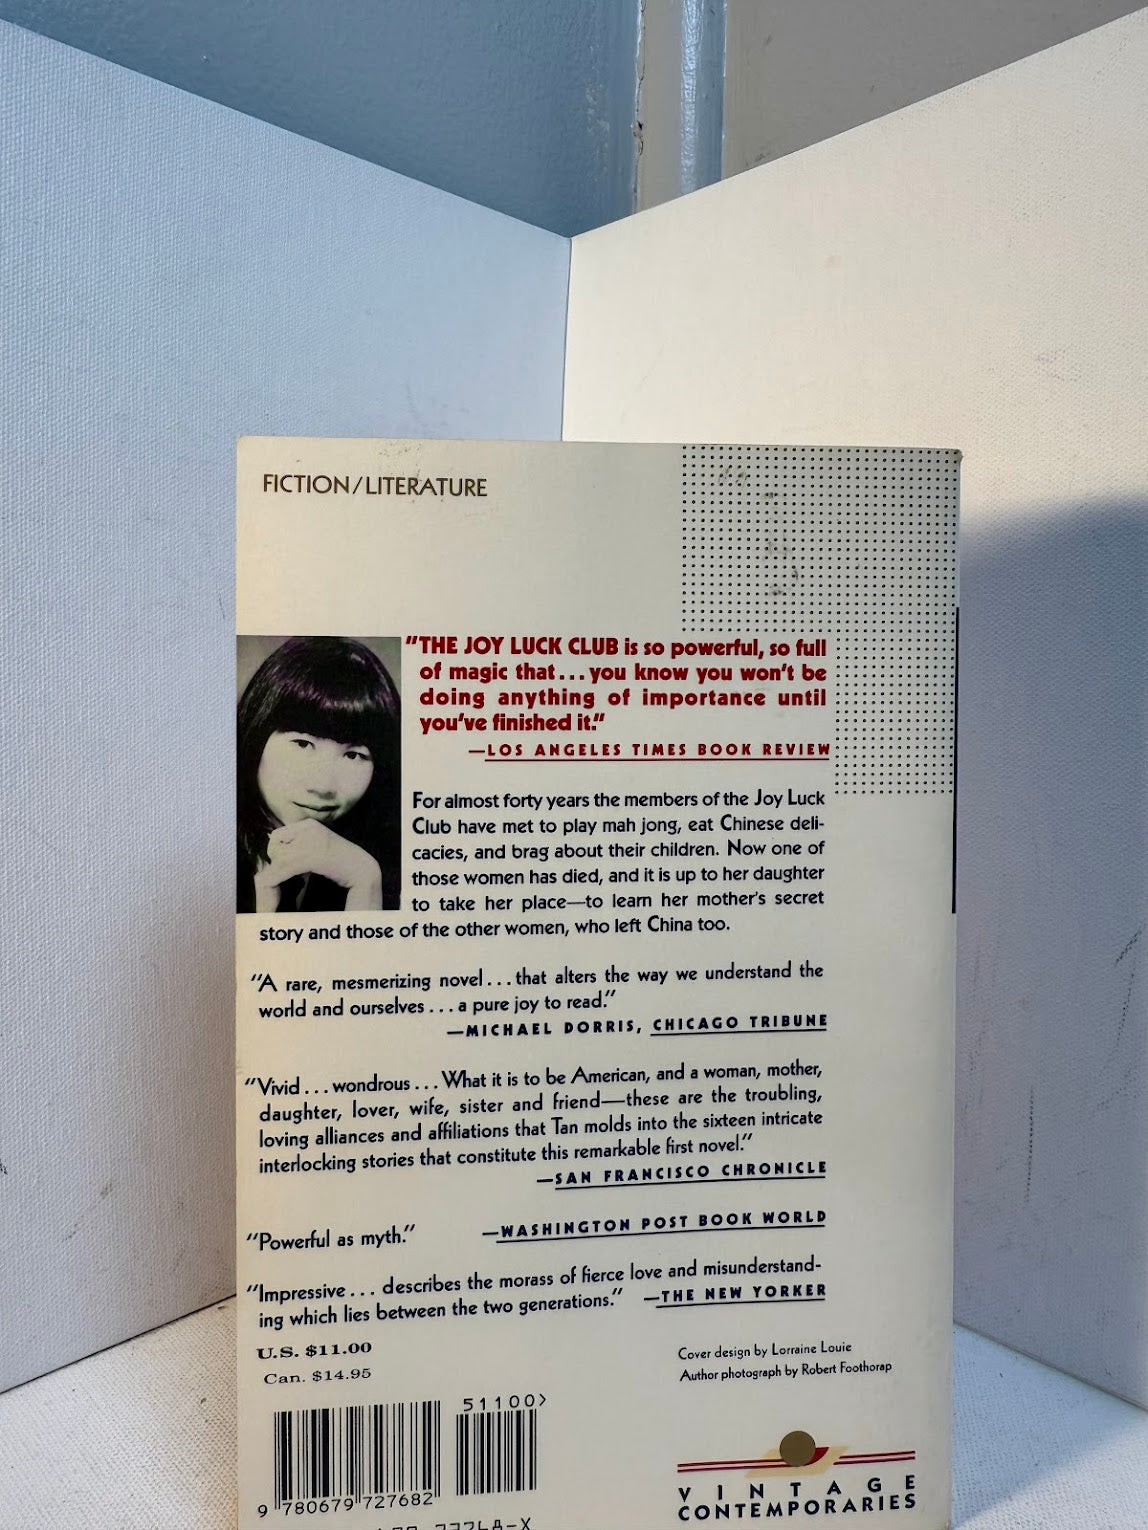 FICTION/LITERATURE
"THE JOY LUCK CLUB is so powerful, so full
of magic that...you know you won't be
doing anything of importance until
you've finished it."
—LOS ANGELES TIMES BOOK REVIEW
For almost forty years the members of the Joy Luck
Club have met to play mah jong, eat Chinese deli-
cacies, and brag about their children. Now one of
those women has died, and it is up to her daughter
to take her place—to learn her mother's secret
story and those of the other women, who left China too.
"A rare, mesmerizing novel...that alters the way we understand the
world and ourselves...a pure joy to read."
—MICHAEL DORRIS, CHICAGO TRIBUNE
"Vivid...wondrous...What it is to be American, and a woman, mother,
daughter, lover, wife, sister and friend—these are the troubling,
loving alliances and affiliations that Tan molds into the sixteen intricate
interlocking stories that constitute this remarkable first novel."
—SAN FRANCISCO CHRONICLE
"Powerful as myth." —WASHINGTON POST BOOK WORLD
"Impressive...describes the morass of fierce love and misunderstand-
ing which lies between the two generations." —THE NEW YORKER
U.S. $11.00
Can. $14.95
Cover design by Lorraine Louie
Author photograph by Robert Foothorap
51100>
9 780679 727682
VINTAGE
CONTEMPORARIES